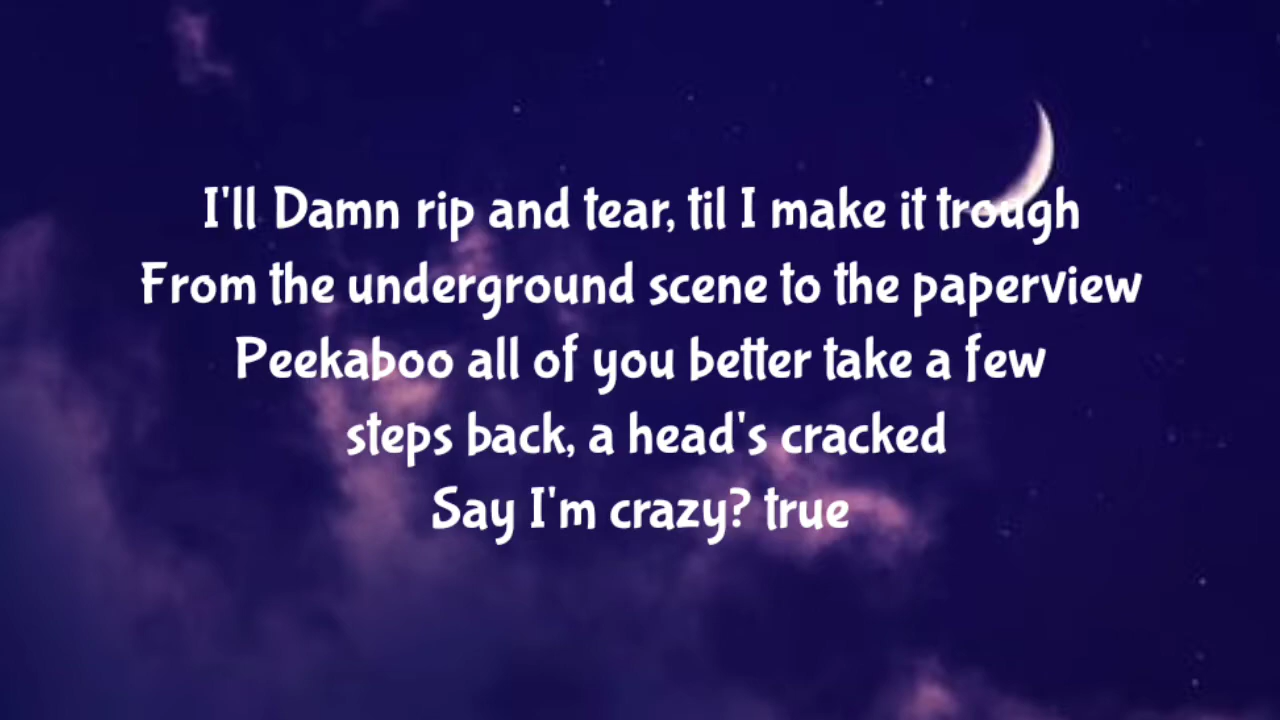 I'll Damn rip and tear, til I make it trough
From the underground scene to the paperview
Peekaboo all of you better take a few
steps back, a head's cracked
Say I'm crazy? true